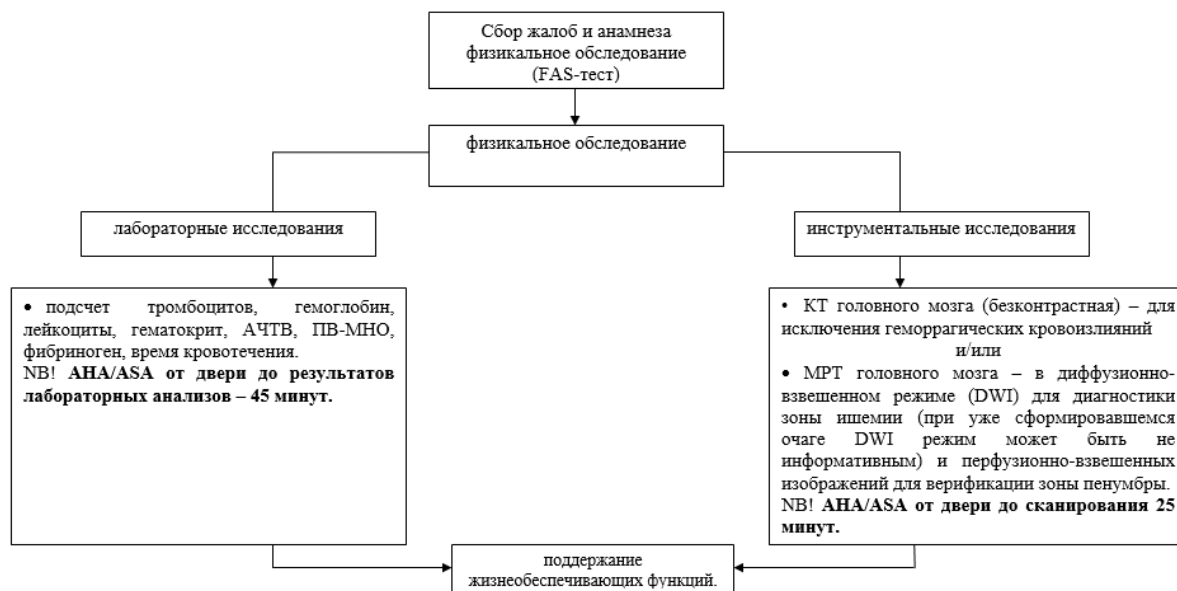 Сбор жалоб и анамнеза
физикальное обследование
(FAS-тест)
физикальное обследование
лабораторные исследования
инструментальные исследования
• подсчет тромбоцитов, гемоглобин,
лейкоциты, гематокрит, АЧТВ, ПВ-МНО,
фибриноген, время кровотечения.
NB! AHA/ASA от двери до результатов
лабораторных анализов – 45 минут.
• КТ головного мозга (безконтрастная) – для
исключения геморрагических кровоизлияний
и/или
• МРТ головного мозга – в диффузионно-
взвешенном режиме (DWI) для диагностики
зоны ишемии (при уже сформировавшемся
очаге DWI режим может быть не
информативным) и перфузионно-взвешенных
изображений для верификации зоны пенумбры.
NB! AHA/ASA от двери до сканирования 25
минут.
поддержание
жизнеобеспечивающих функций.